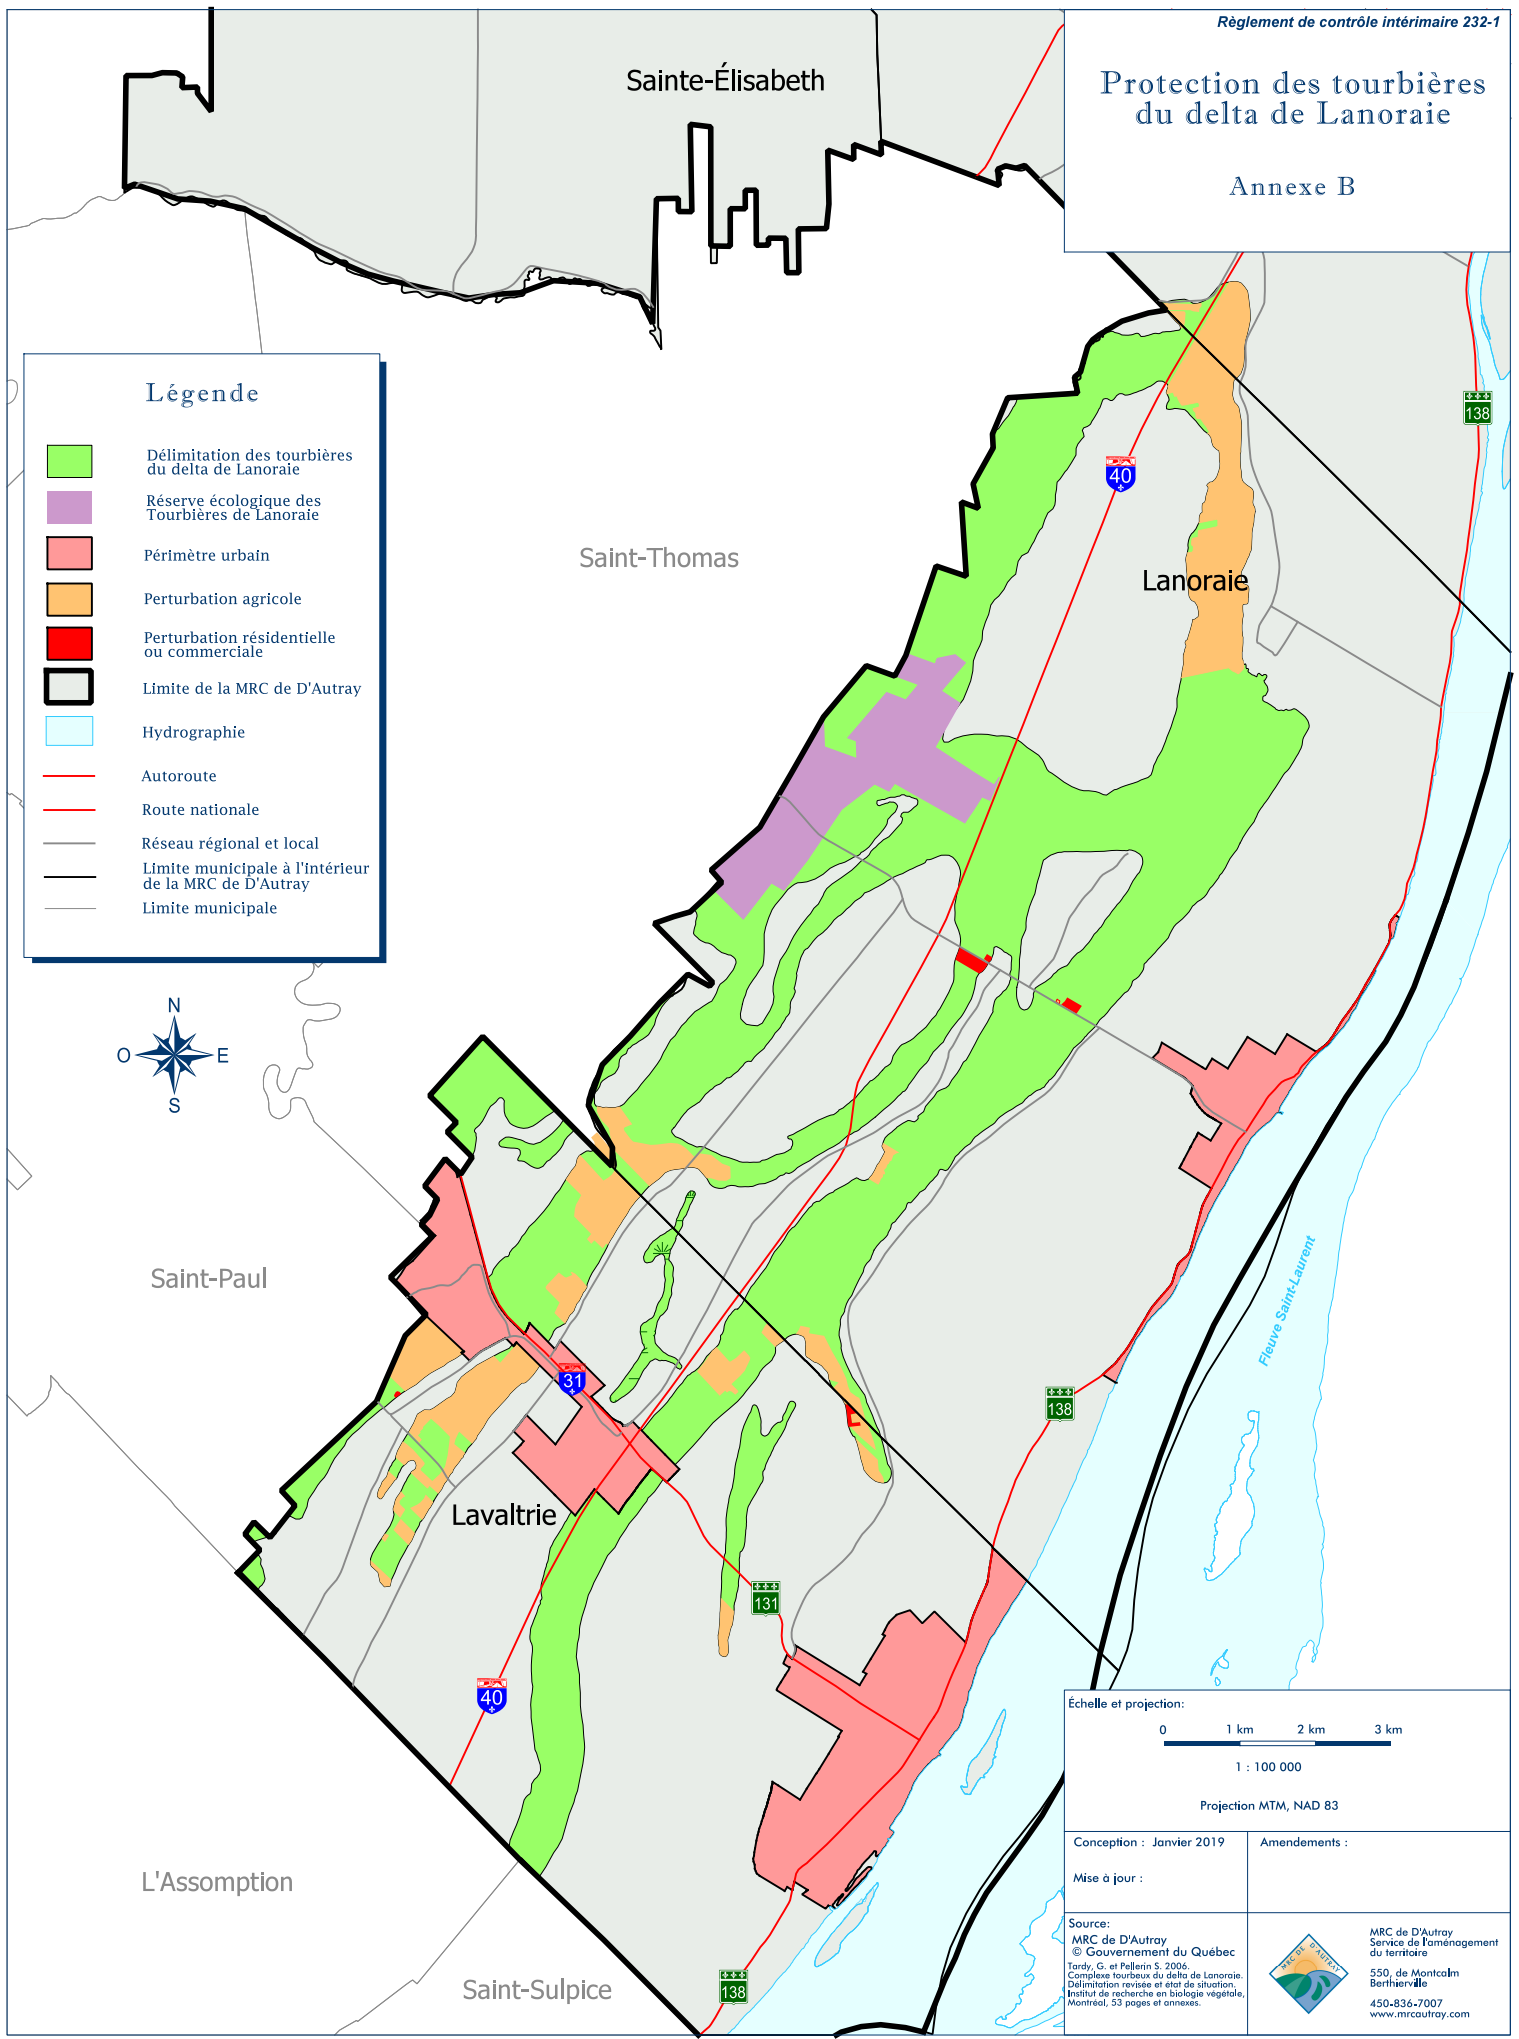 Règlement de contrôle intérimaire 232-1
Protection des tourbières
du delta de Lanoraie
Annexe B
Sainte-Élisabeth
138
Légende
Délimitation des tourbières
du delta de Lanoraie
Réserve écologique des
Tourbières de Lanoraie
Périmètre urbain
Perturbation agricole
Perturbation résidentielle
ou commerciale
Limite de la MRC de D'Autray
Hydrographie
Autoroute
Route nationale
Réseau régional et local
Limite municipale à l'intérieur
de la MRC de D'Autray
Limite municipale
40
Saint-Thomas
Lanoraie
N
O
E
S
Saint-Paul
Fleuve Saint-Laurent
31
138
Lavaltrie
131
40
L'Assomption
Saint-Sulpice
138
Échelle et projection:
0 1 km 2 km 3 km
1 : 100 000
Projection MTM, NAD 83
Conception : Janvier 2019
Mise à jour :
Amendements :
Source:
MRC de D'Autray
© Gouvernement du Québec
Tardy, G. et Pellerin S. 2006.
Complexe tourbeux du delta de Lanoraie.
Délimitation revisée et état de situation.
Institut de recherche en biologie végétale,
Montréal, 53 pages et annexes.
MRC DE D'AUTRAY
MRC de D'Autray
Service de l'aménagement
du territoire
550, de Montcalm
Berthierville
450-836-7007
www.mrcautray.com